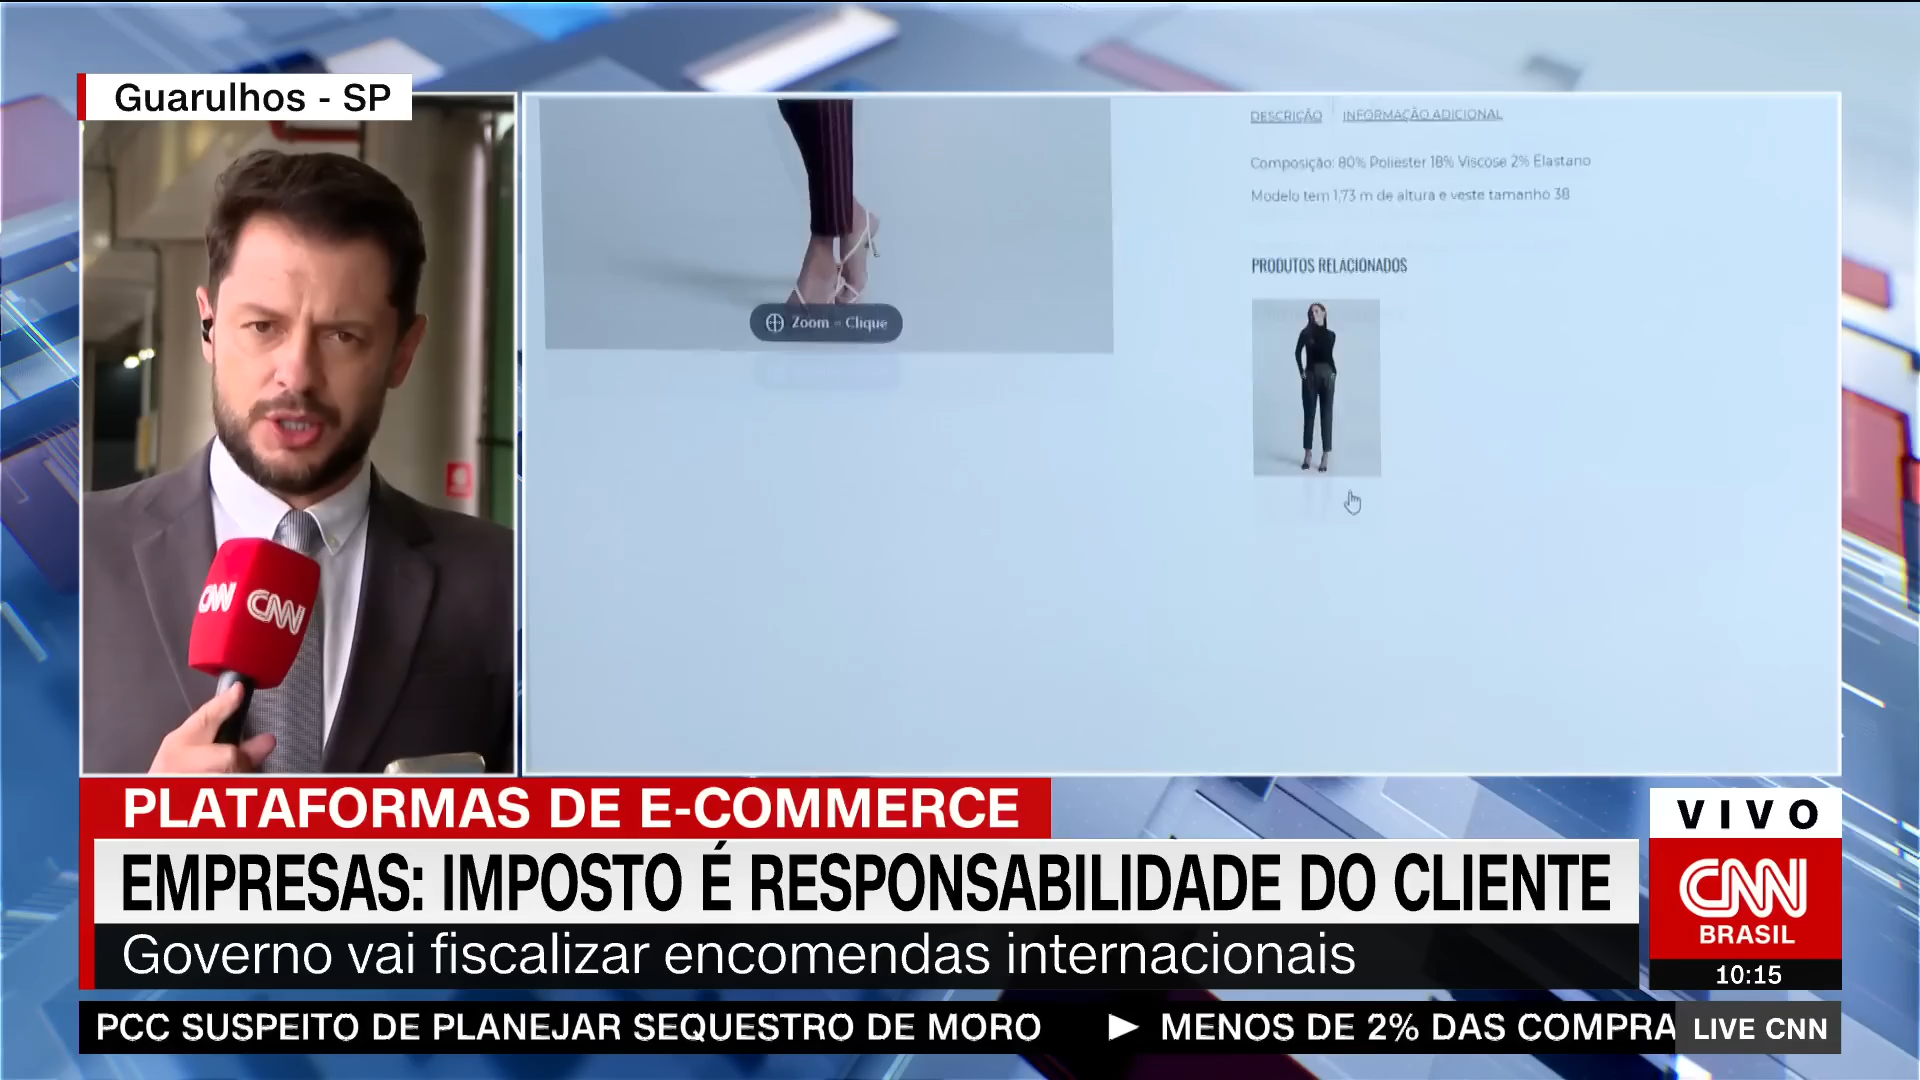 Guarulhos - SP
DESCRIÇÃO INFORMAÇÃO ADICIONAL
Composição: 80% Poliester 18% Viscose 2% Elastano
Modelo tem 1,73 m de altura e veste tamanho 38
PRODUTOS RELACIONADOS
Zoom - Clique
CNN CNN
PLATAFORMAS DE E-COMMERCE
EMPRESAS: IMPOSTO É RESPONSABILIDADE DO CLIENTE
Governo vai fiscalizar encomendas internacionais
VIVO
CNN
BRASIL
10:15
PCC SUSPEITO DE PLANEJAR SEQUESTRO DE MORO ▶ MENOS DE 2% DAS COMPRA
LIVE CNN